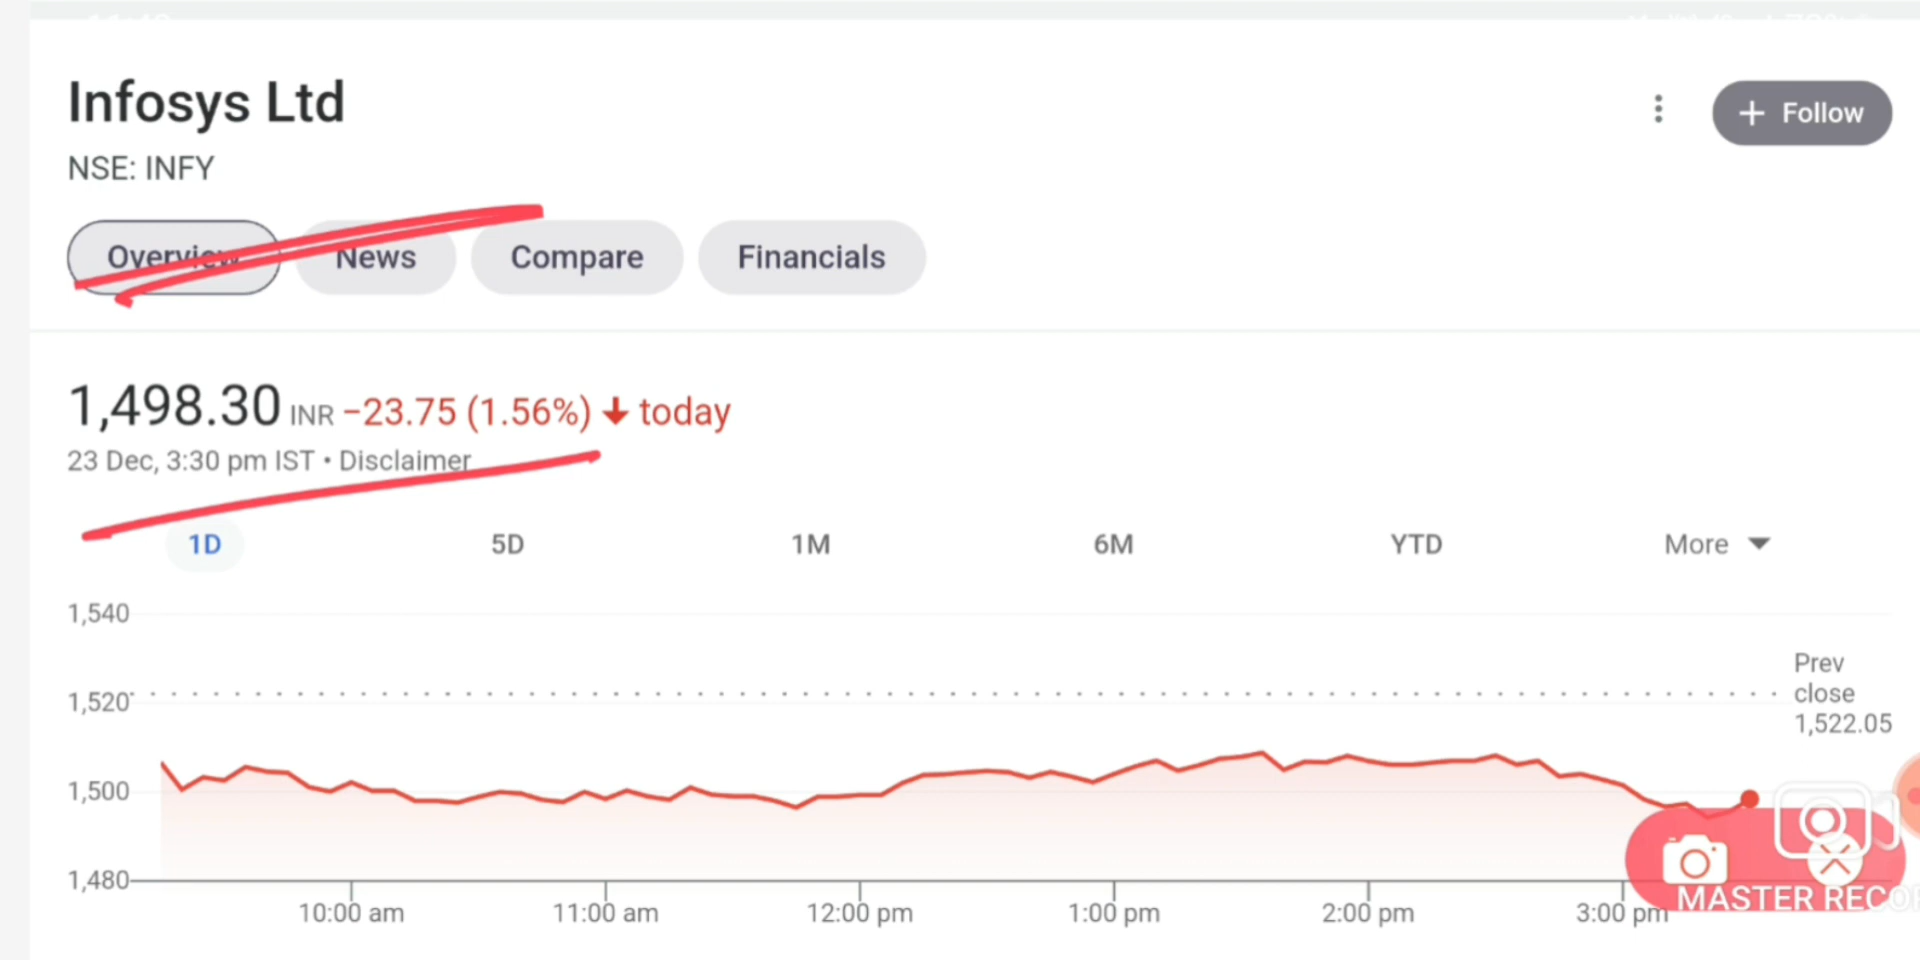 Infosys Ltd
+ Follow
NSE: INFY
Overview News Compare Financials
1,498.30 INR −23.75 (1.56%) ↓ today
23 Dec, 3:30 pm IST • Disclaimer
1D 5D 1M 6M YTD More
1,540
Prev
close
1,522.05
1,520
1,500
1,480
10:00 am 11:00 am 12:00 pm 1:00 pm 2:00 pm 3:00 pm
MASTER